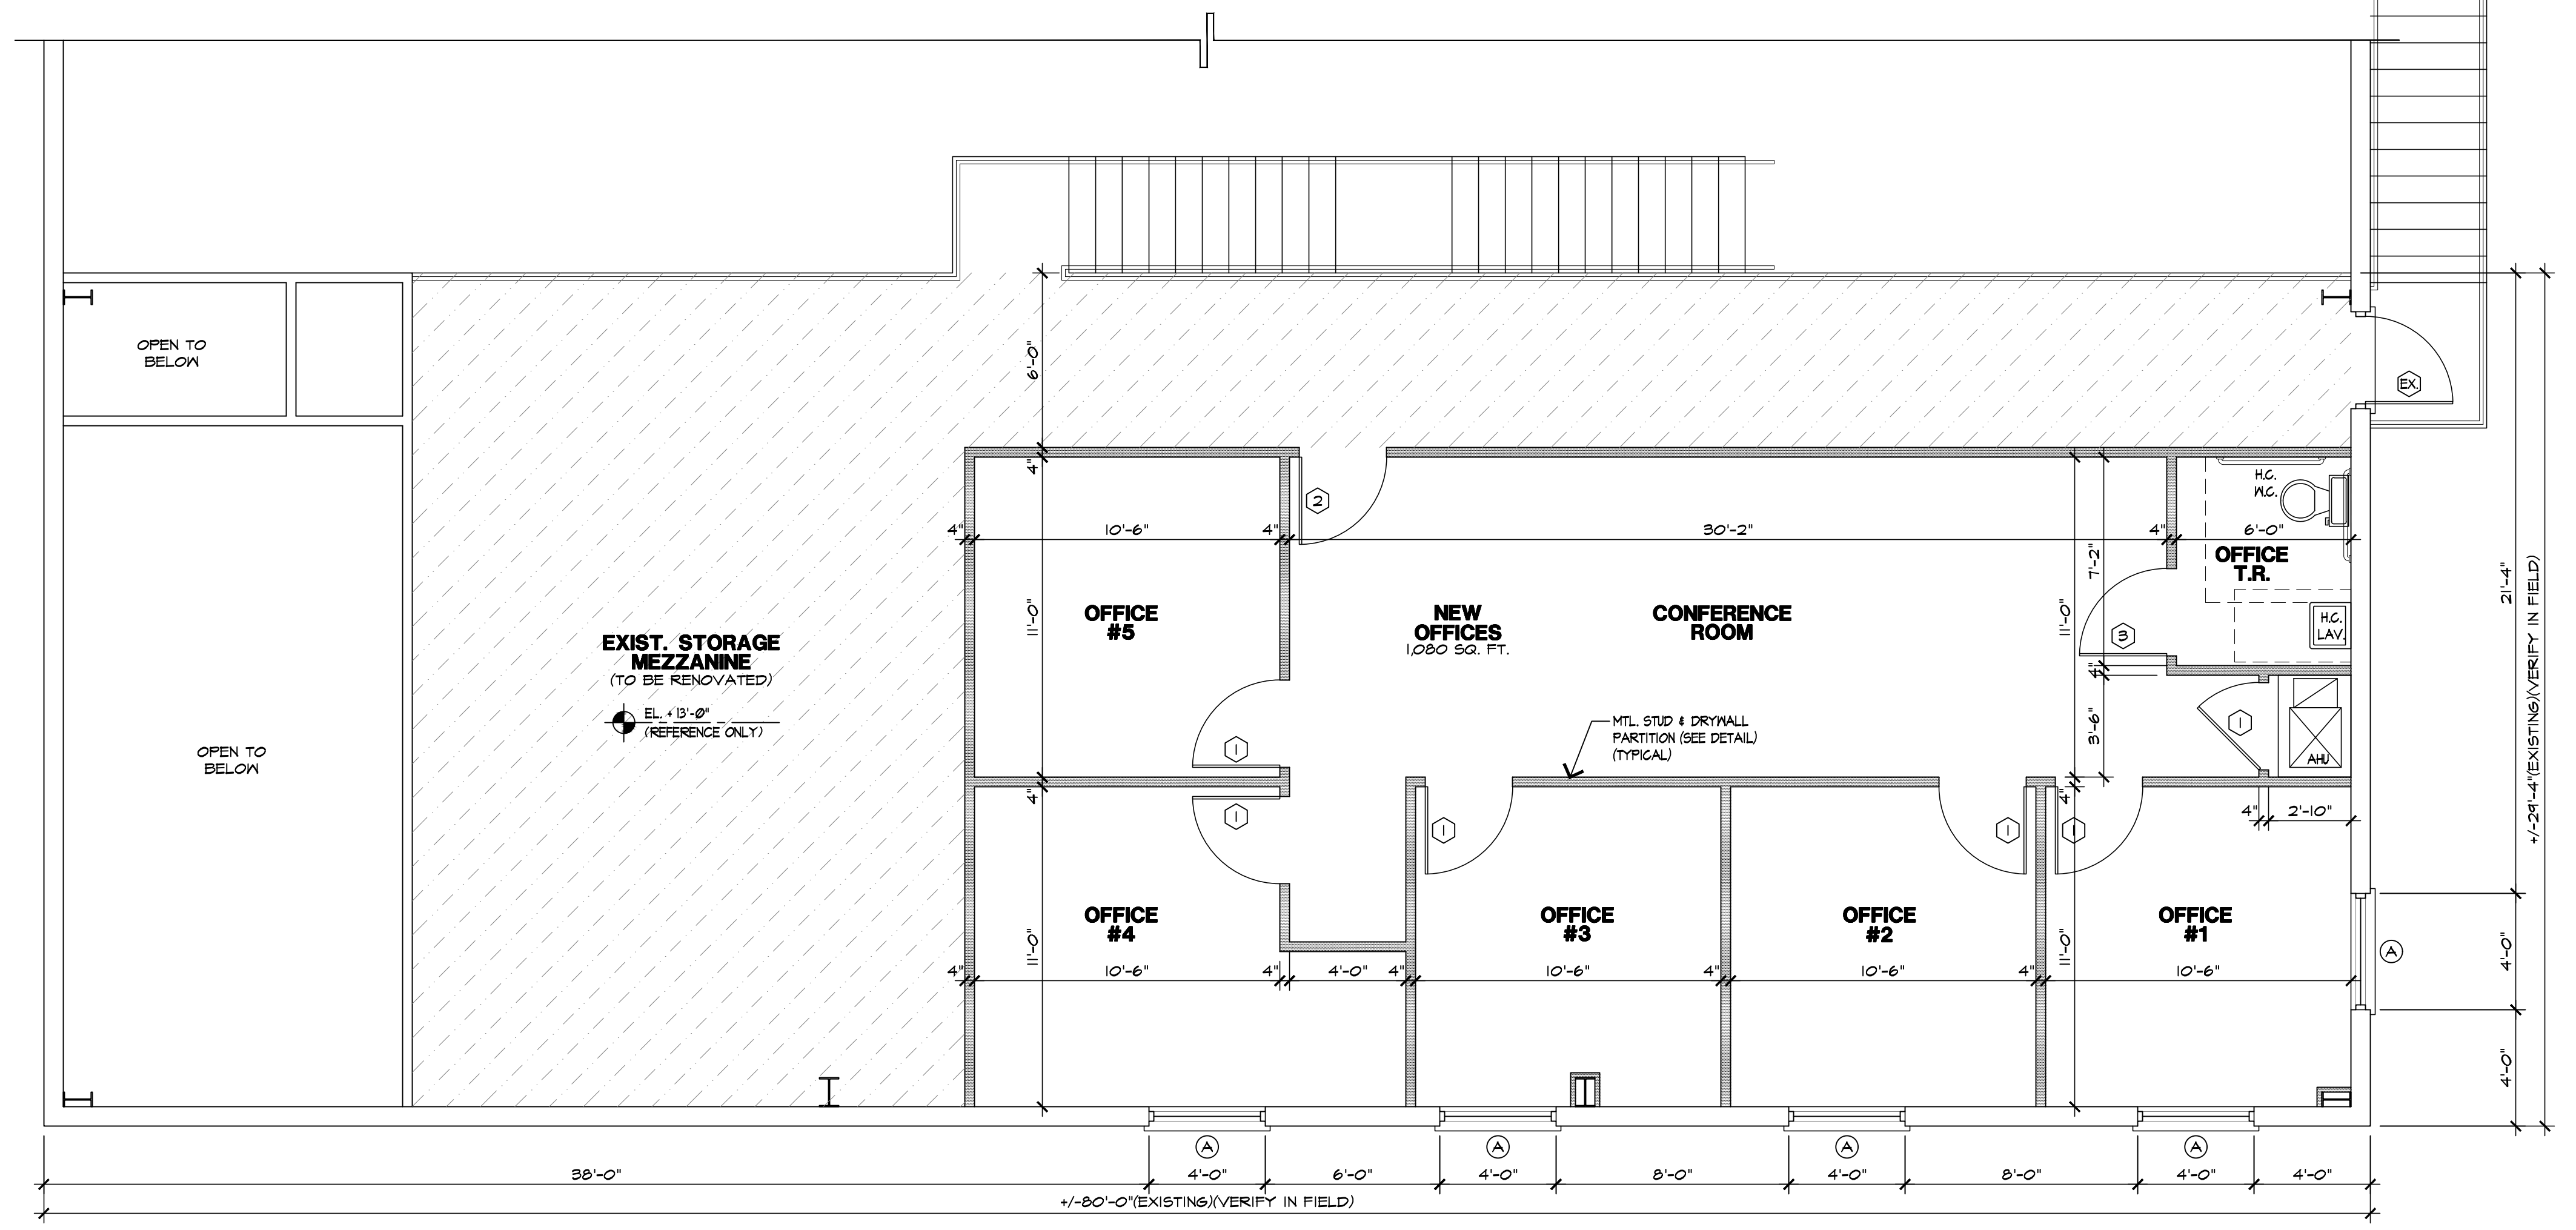 OPEN TO
BELOW
EX.
6'-0"
4"
2
H.C.
W.C.
4"
10'-6"
4"
30'-2"
4"
6'-0"
7'-2"
OFFICE
T.R.
21'-4"
+/-29'-4"(EXISTING)(VERIFY IN FIELD)
OFFICE
#5
11'-0"
NEW
OFFICES
1,080 SQ. FT.
CONFERENCE
ROOM
11'-0"
3
H.C.
LAV.
EXIST. STORAGE
MEZZANINE
(TO BE RENOVATED)
4"
EL. + 13'-0"
(REFERENCE ONLY)
MTL. STUD & DRYWALL
PARTITION (SEE DETAIL)
(TYPICAL)
3'-6"
1
AHU
OPEN TO
BELOW
1
4"
1
4"
4"
2'-10"
1
1
1
OFFICE
#4
OFFICE
#3
OFFICE
#2
OFFICE
#1
11'-0"
11'-0"
A
4'-0"
4"
10'-6"
4"
4'-0"
4"
10'-6"
4"
10'-6"
4"
10'-6"
4'-0"
A
A
A
A
38'-0"
4'-0"
6'-0"
4'-0"
8'-0"
4'-0"
8'-0"
4'-0"
4'-0"
+/-80'-0"(EXISTING)(VERIFY IN FIELD)